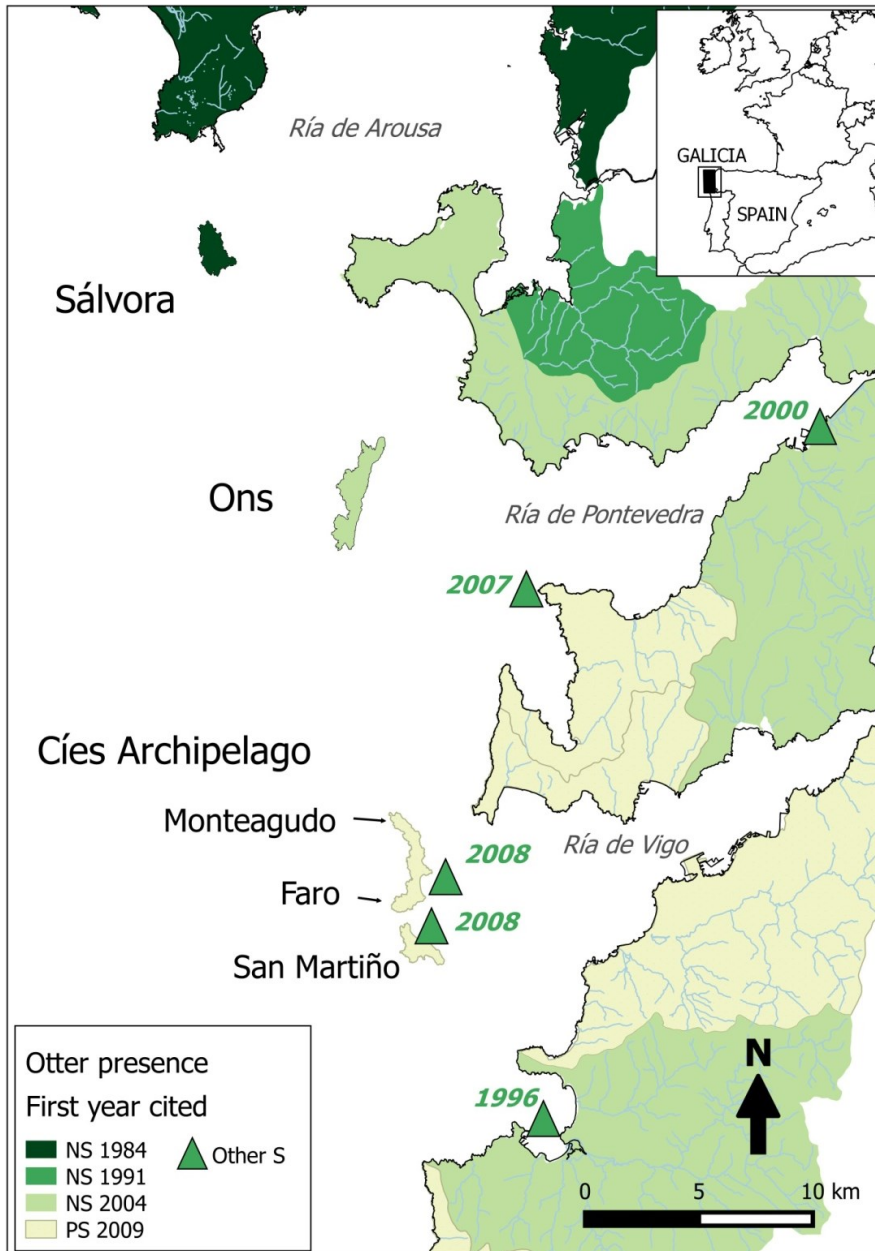 Ría de Arousa
GALICIA
SPAIN
Sálvora
2000
Ons
Ría de Pontevedra
2007
Cíes Archipelago
Monteagudo
Ría de Vigo
2008
Faro
2008
San Martiño
Otter presence
First year cited
NS 1984
NS 1991
NS 2004
PS 2009
Other S
1996
N
0 5 10 km